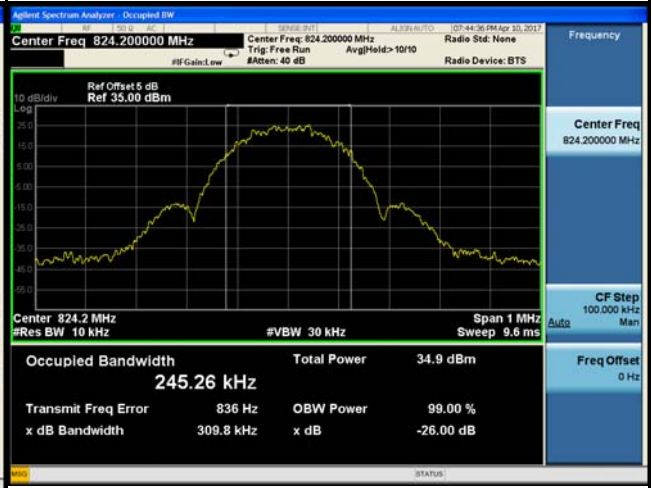 Agilent Spectrum Analyzer - Occupied BW
RF 50 Ω AC SENSE:INT ALIGN AUTO 07:44:36 PM Apr 10, 2017
Center Freq 824.200000 MHz Center Freq: 824.200000 MHz Radio Std: None
Trig: Free Run Avg|Hold:> 10/10
#IFGain:Low #Atten: 40 dB Radio Device: BTS
Frequency
Ref Offset 5 dB
10 dB/div Ref 35.00 dBm
Log
25.0
15.0
5.00
-5.00
-15.0
-25.0
-35.0
-45.0
-55.0
Center Freq
824.200000 MHz
Center 824.2 MHz Span 1 MHz
#Res BW 10 kHz #VBW 30 kHz Sweep 9.6 ms
CF Step
100.000 kHz
Auto Man
Occupied Bandwidth Total Power 34.9 dBm
245.26 kHz
Transmit Freq Error 836 Hz OBW Power 99.00 %
x dB Bandwidth 309.8 kHz x dB -26.00 dB
Freq Offset
0 Hz
MSG STATUS